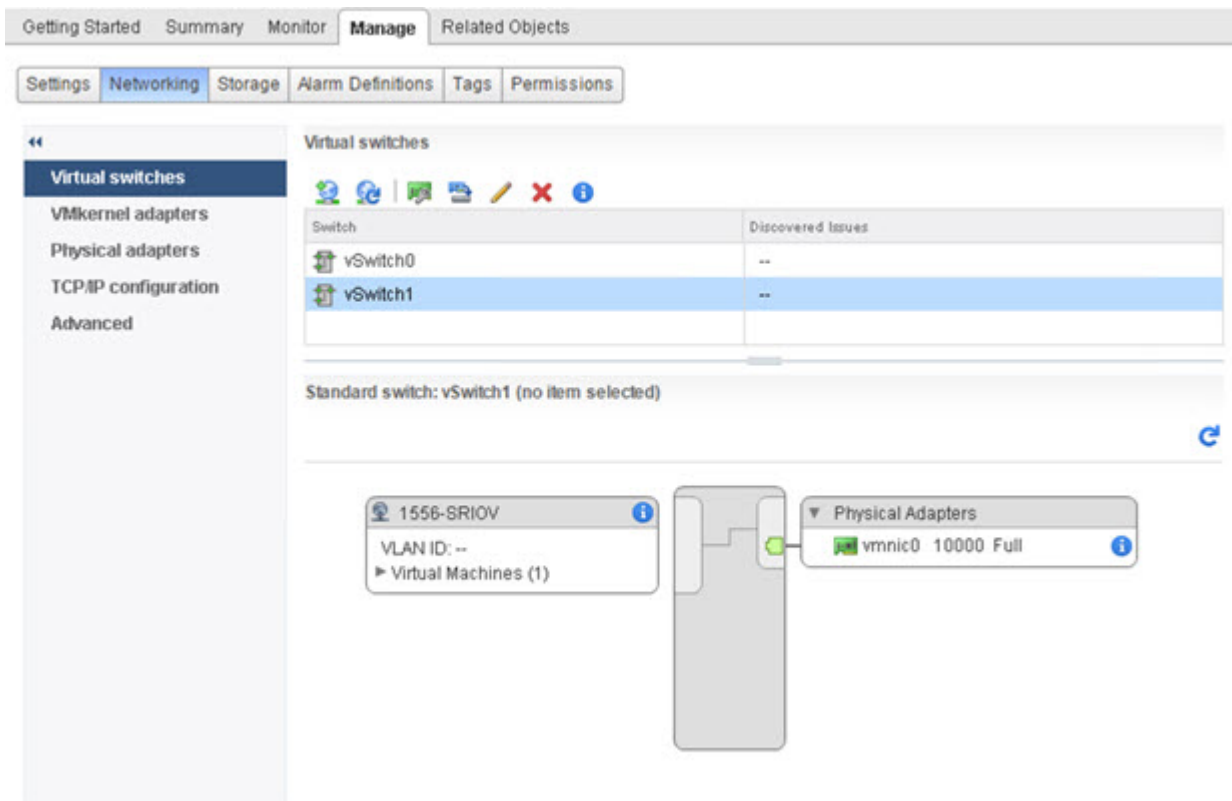 Getting Started Summary Monitor Manage Related Objects
Settings Networking Storage Alarm Definitions Tags Permissions
Virtual switches
VMkernel adapters
Physical adapters
TCP/IP configuration
Advanced
Virtual switches
Switch Discovered Issues
vSwitch0 --
vSwitch1 --
Standard switch: vSwitch1 (no item selected)
1556-SRIOV
VLAN ID: --
Virtual Machines (1)
Physical Adapters
vmnic0 10000 Full